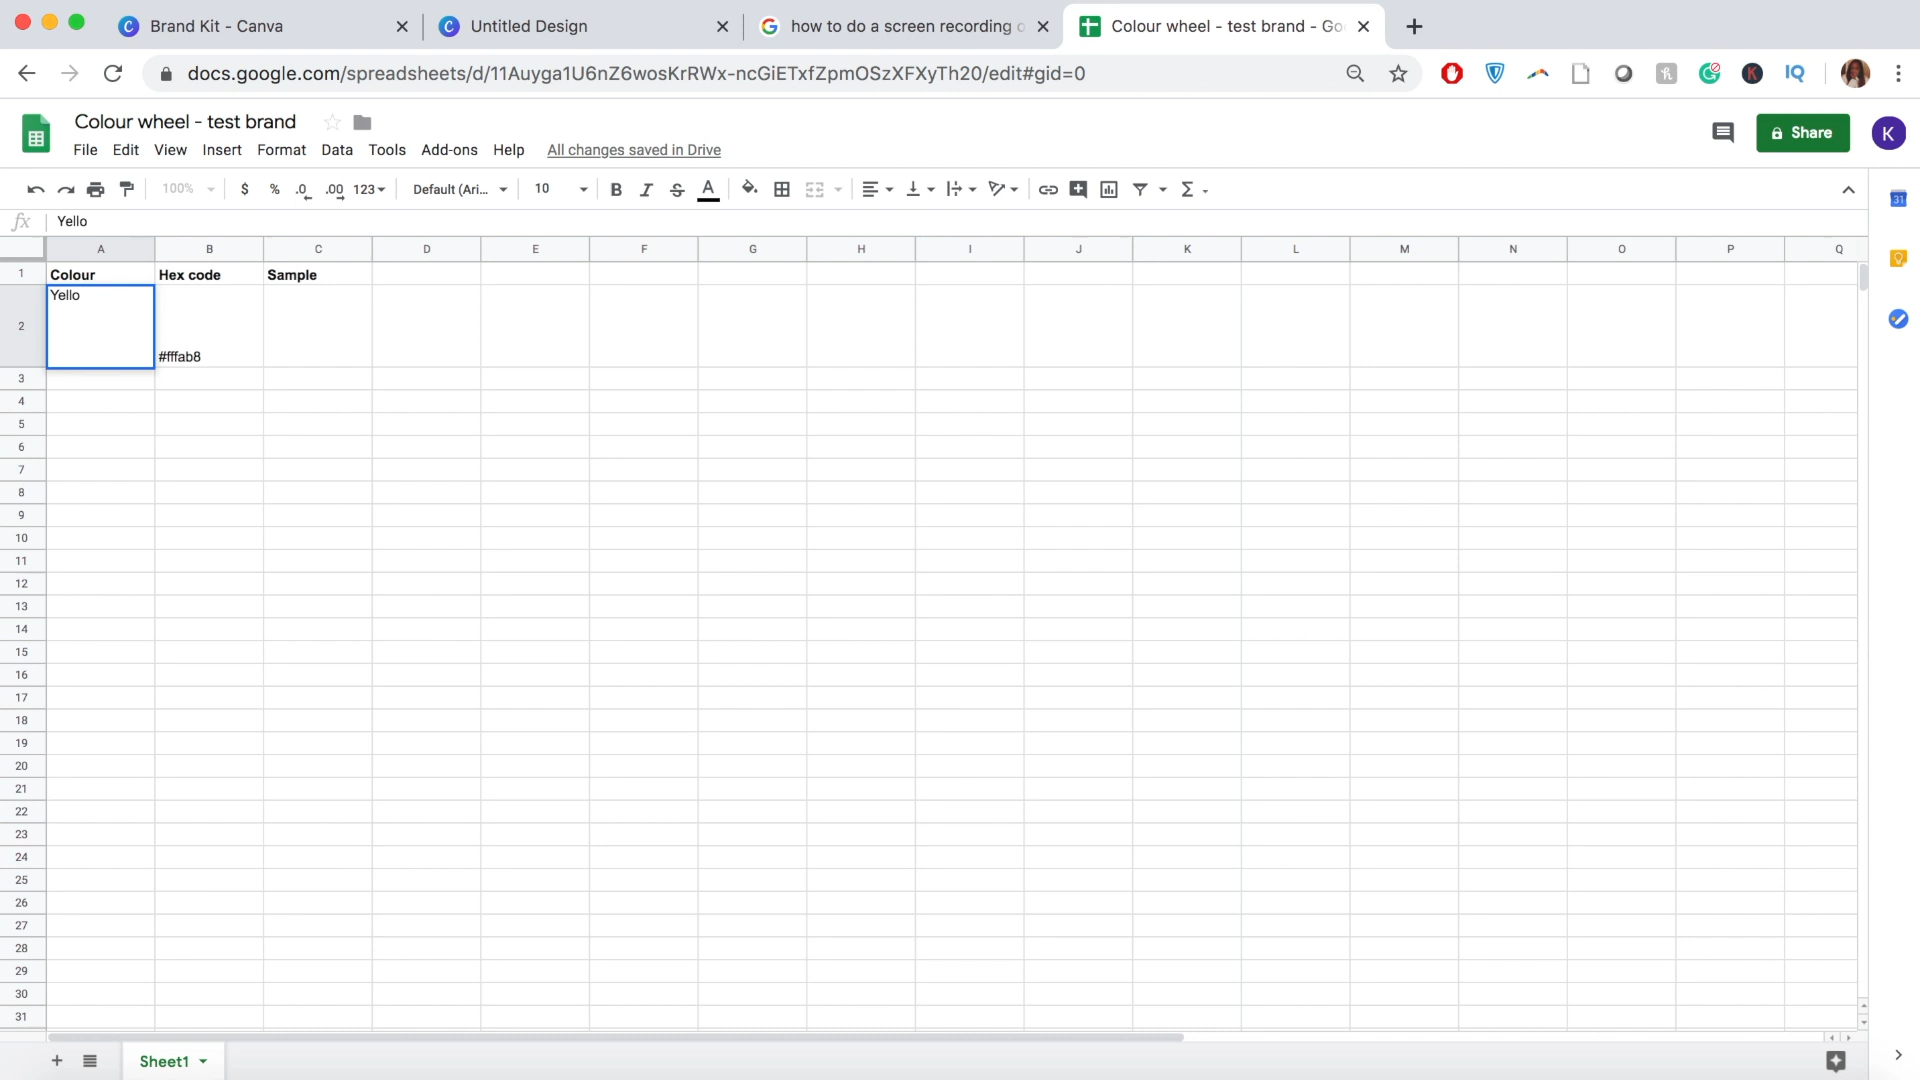 Brand Kit - Canva
Untitled Design
how to do a screen recording o
Colour wheel - test brand - Go
docs.google.com/spreadsheets/d/11Auyga1U6nZ6wosKrRWx-ncGiETxfZpmOSzXFXyTh20/edit#gid=0
Colour wheel - test brand
File Edit View Insert Format Data Tools Add-ons Help All changes saved in Drive
Share
K
100% $ % .0 .00 123 Default (Ari... 10 B I S A
fx Yello
A B C D E F G H I J K L M N O P Q
1 Colour Hex code Sample
2 Yello #fffab8
3
4
5
6
7
8
9
10
11
12
13
14
15
16
17
18
19
20
21
22
23
24
25
26
27
28
29
30
31
Sheet1